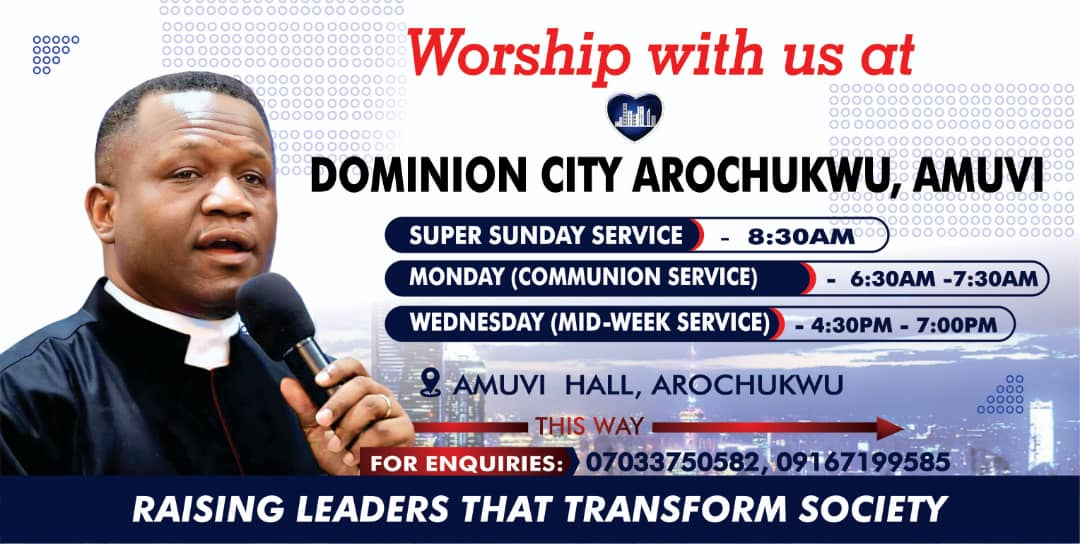 Worship with us at
DOMINION CITY AROCHUKWU, AMUVI
SUPER SUNDAY SERVICE - 8:30AM
MONDAY (COMMUNION SERVICE) - 6:30AM -7:30AM
WEDNESDAY (MID-WEEK SERVICE) - 4:30PM - 7:00PM
AMUVI HALL, AROCHUKWU
THIS WAY
FOR ENQUIRIES: 07033750582, 09167199585
RAISING LEADERS THAT TRANSFORM SOCIETY